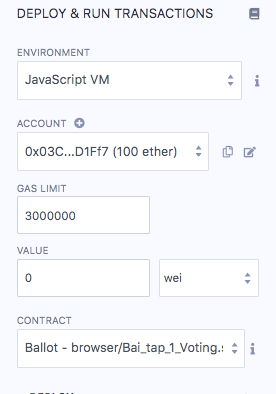 DEPLOY & RUN TRANSACTIONS
ENVIRONMENT
JavaScript VM
ACCOUNT
0x03C...D1Ff7 (100 ether)
GAS LIMIT
3000000
VALUE
0 wei
CONTRACT
Ballot - browser/Bai_tap_1_Voting.s